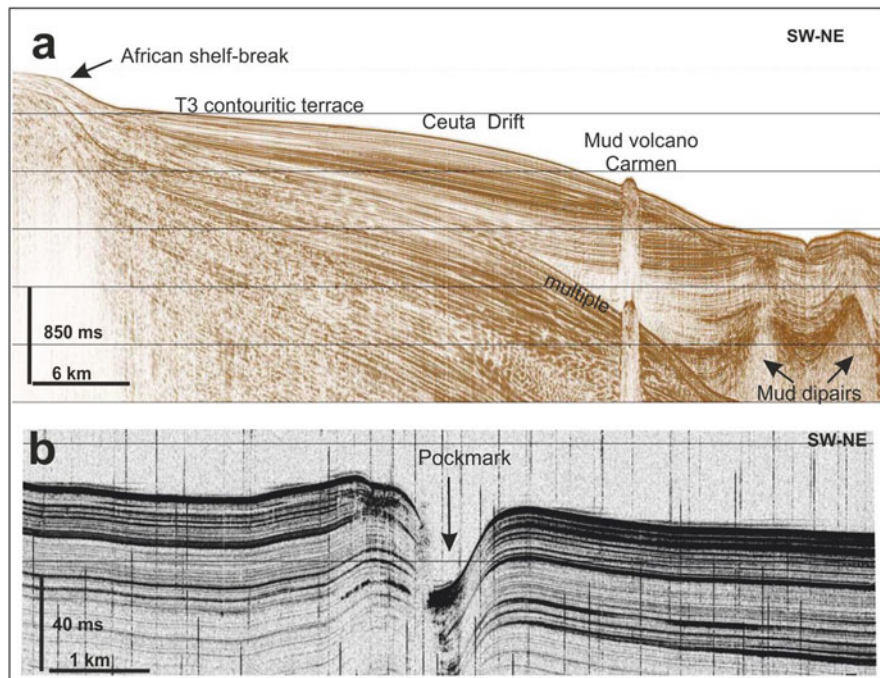 a
SW-NE
African shelf-break
T3 contouritic terrace
Ceuta Drift
Mud volcano
Carmen
multiple
850 ms
6 km
Mud dipairs
b
SW-NE
Pockmark
40 ms
1 km